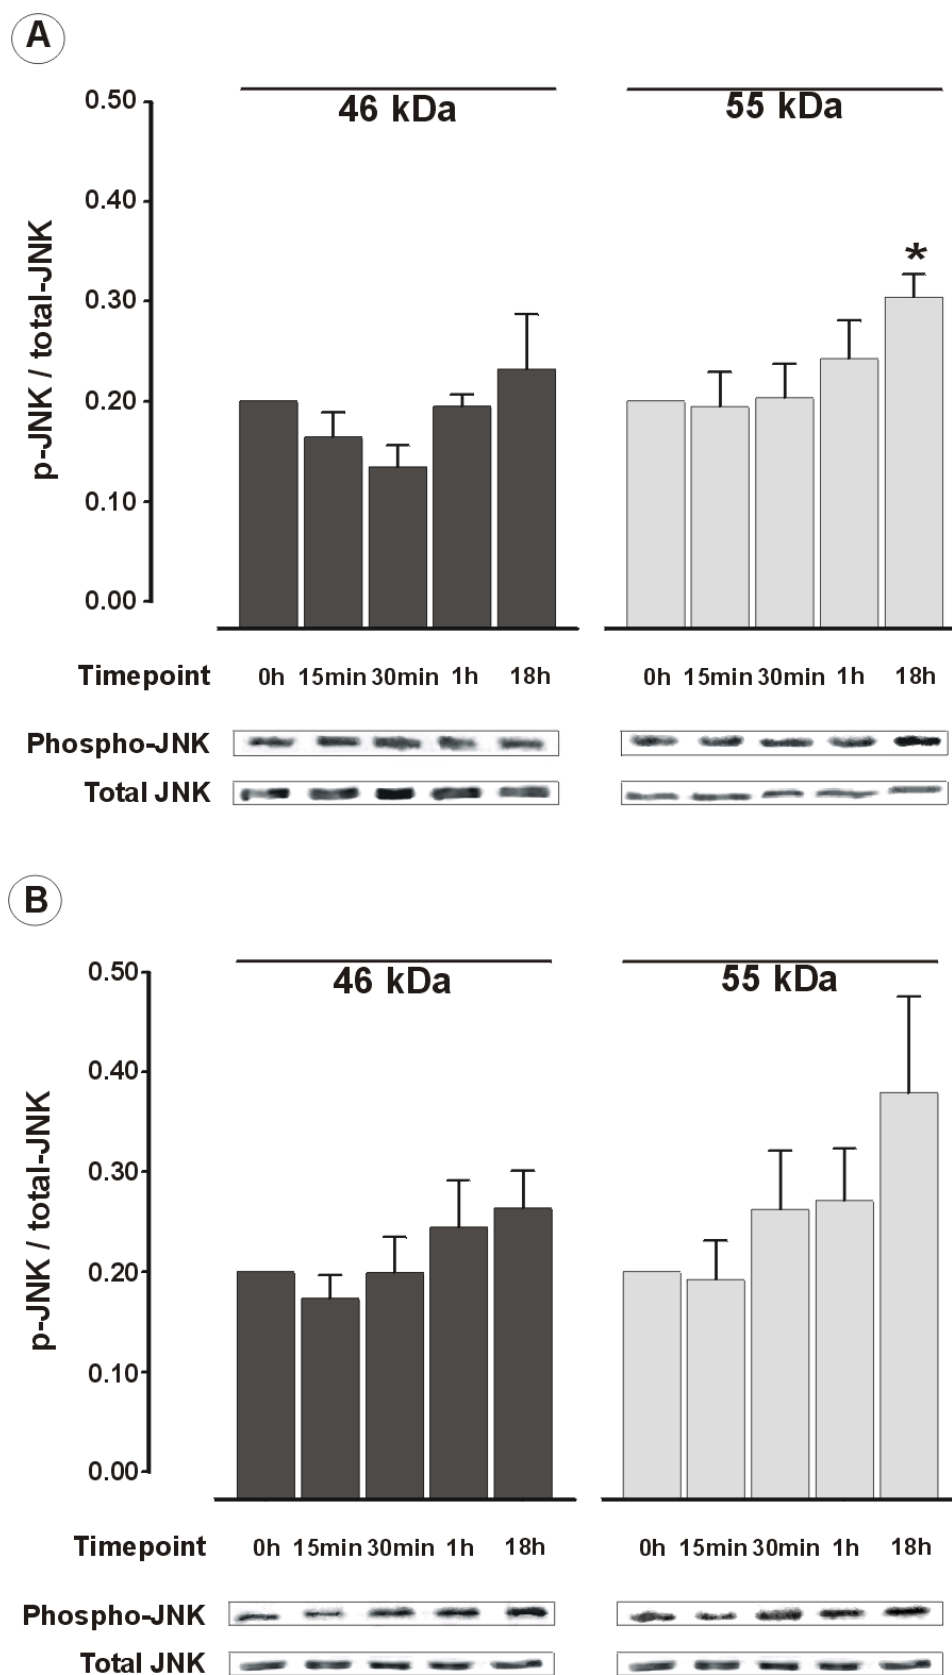 A
46 kDa 55 kDa
0.50
0.40
0.30
0.20
0.10
0.00
p-JNK / total-JNK
*
Timepoint 0h 15min 30min 1h 18h 0h 15min 30min 1h 18h
Phospho-JNK
Total JNK
B
46 kDa 55 kDa
0.50
0.40
0.30
0.20
0.10
0.00
p-JNK / total-JNK
Timepoint 0h 15min 30min 1h 18h 0h 15min 30min 1h 18h
Phospho-JNK
Total JNK